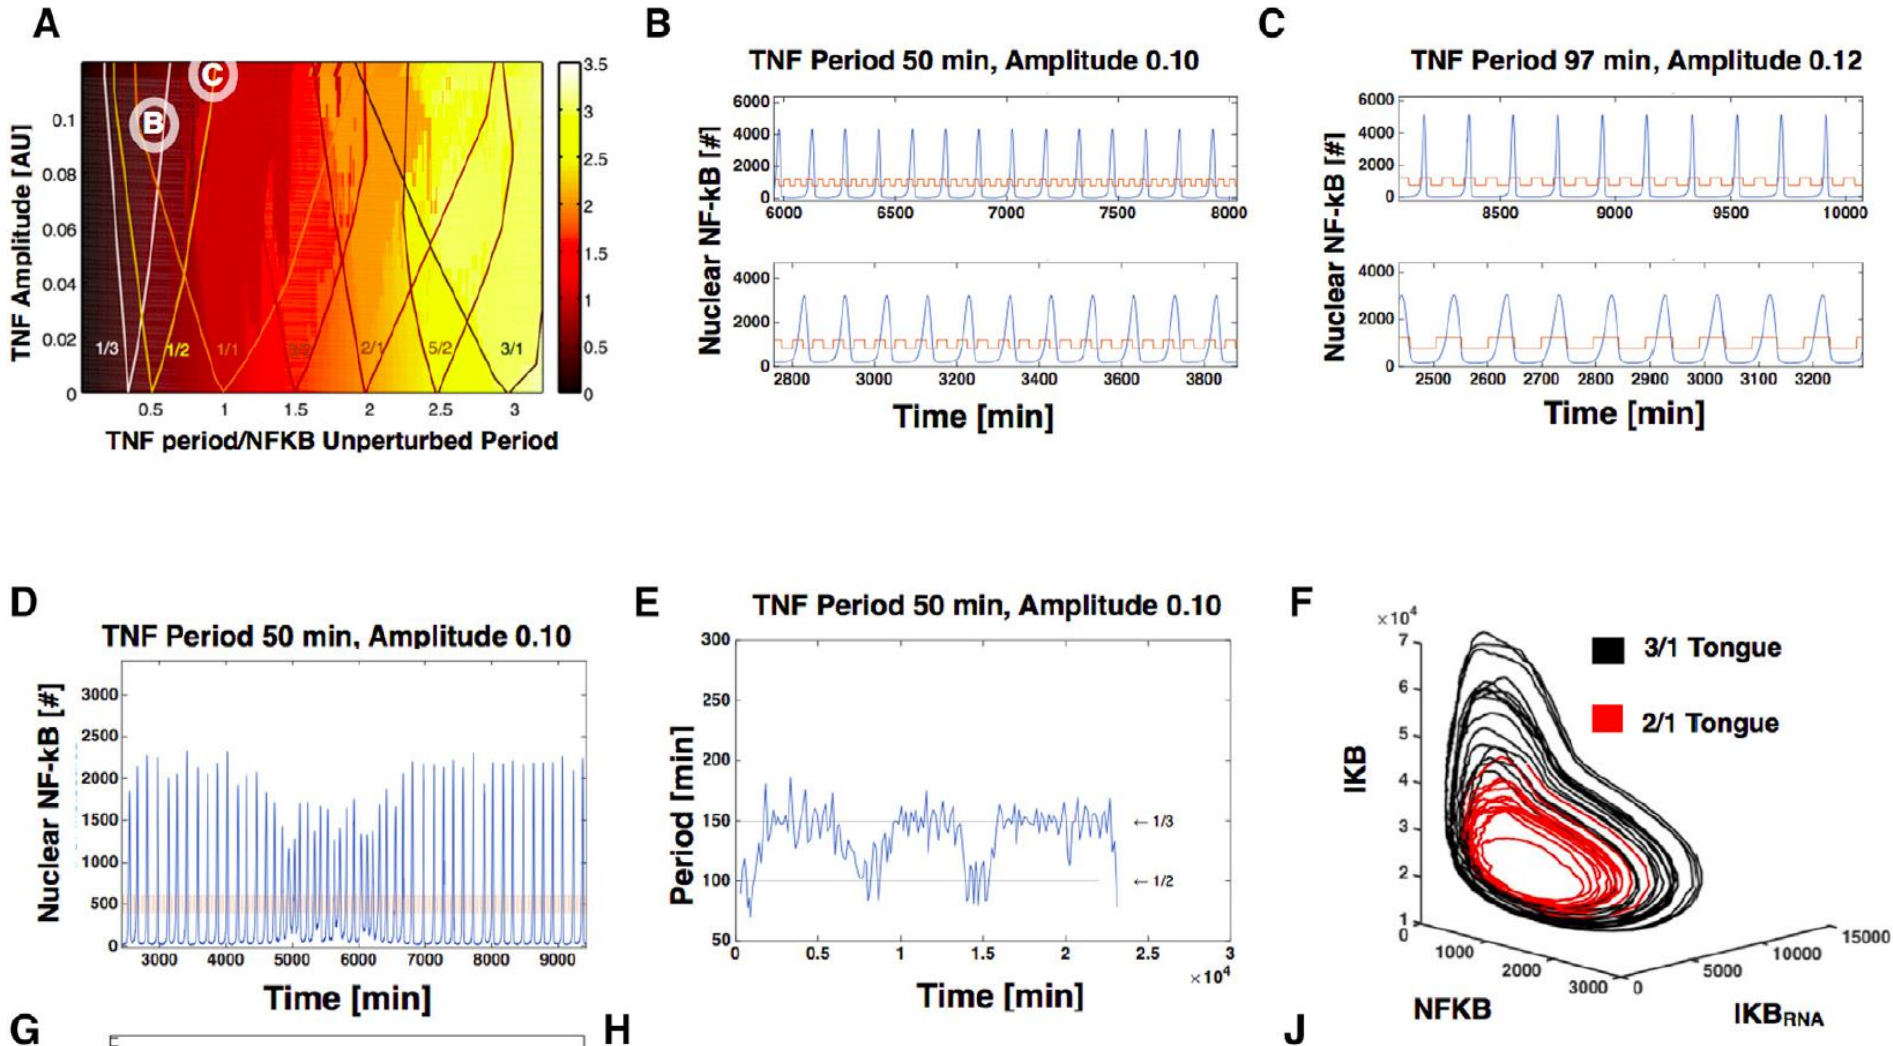 A
TNF Amplitude [AU]
0.1
0.08
0.06
0.04
0.02
0
B
C
1/3
1/2
1/1
3/2
2/1
5/2
3/1
0.5
1
1.5
2
2.5
3
3.5
3
2.5
2
1.5
1
0.5
0
TNF period/NFKB Unperturbed Period
B
TNF Period 50 min, Amplitude 0.10
Nuclear NF-kB [#]
6000
4000
2000
0
6000 6500 7000 7500 8000
4000
2000
0
2800 3000 3200 3400 3600 3800
Time [min]
C
TNF Period 97 min, Amplitude 0.12
Nuclear NF-kB [#]
6000
4000
2000
0
8500 9000 9500 10000
4000
2000
0
2500 2600 2700 2800 2900 3000 3100 3200
Time [min]
D
TNF Period 50 min, Amplitude 0.10
Nuclear NF-kB [#]
3000
2500
2000
1500
1000
500
0
3000 4000 5000 6000 7000 8000 9000
Time [min]
E
TNF Period 50 min, Amplitude 0.10
Period [min]
300
250
200
150
100
50
← 1/3
← 1/2
0 0.5 1 1.5 2 2.5 3
×10⁴
Time [min]
F
×10⁴
7
6
5
4
3
2
1
IKB
3/1 Tongue
2/1 Tongue
0
1000
2000
3000
0
5000
10000
15000
NFKB
IKB_RNA
G
H
J